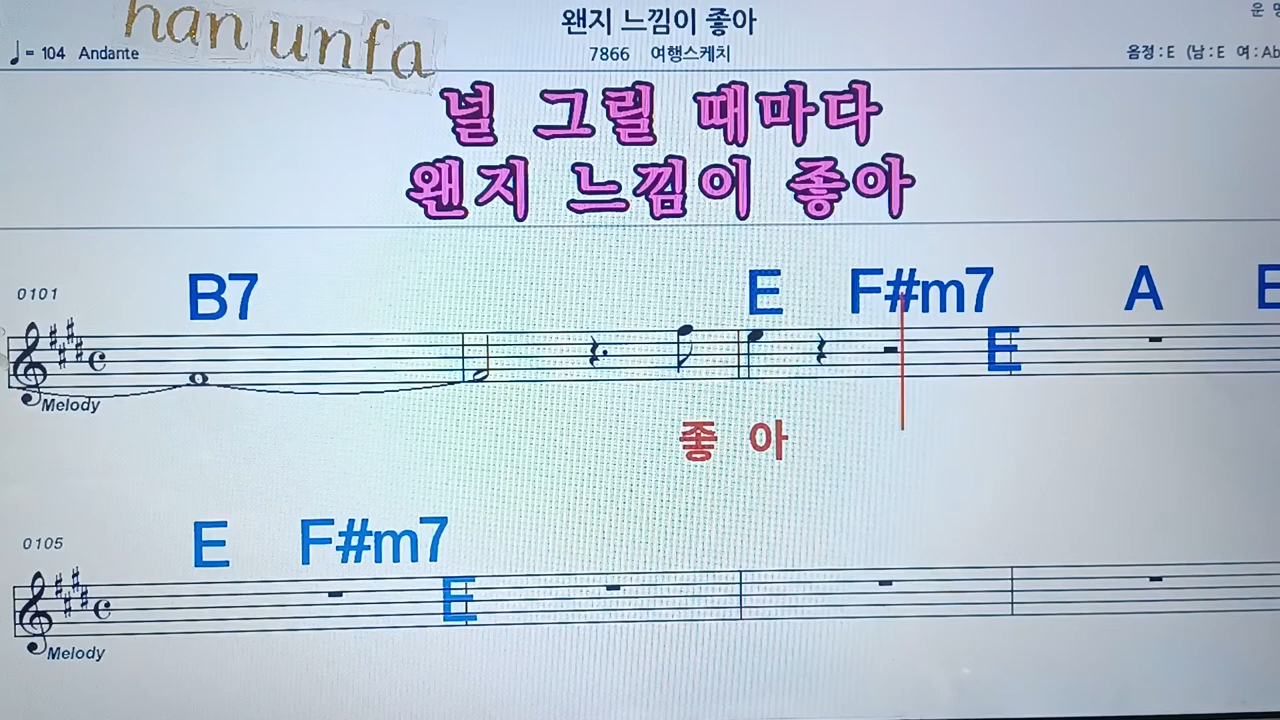 han unfa
왠지 느낌이 좋아
♩= 104 Andante
7866 여행스케치
음정:E (남:E 여:Ab
널 그릴 때마다
왠지 느낌이 좋아
0101
B7 E F#m7 E A
Melody
좋 아
0105
E F#m7 E
Melody